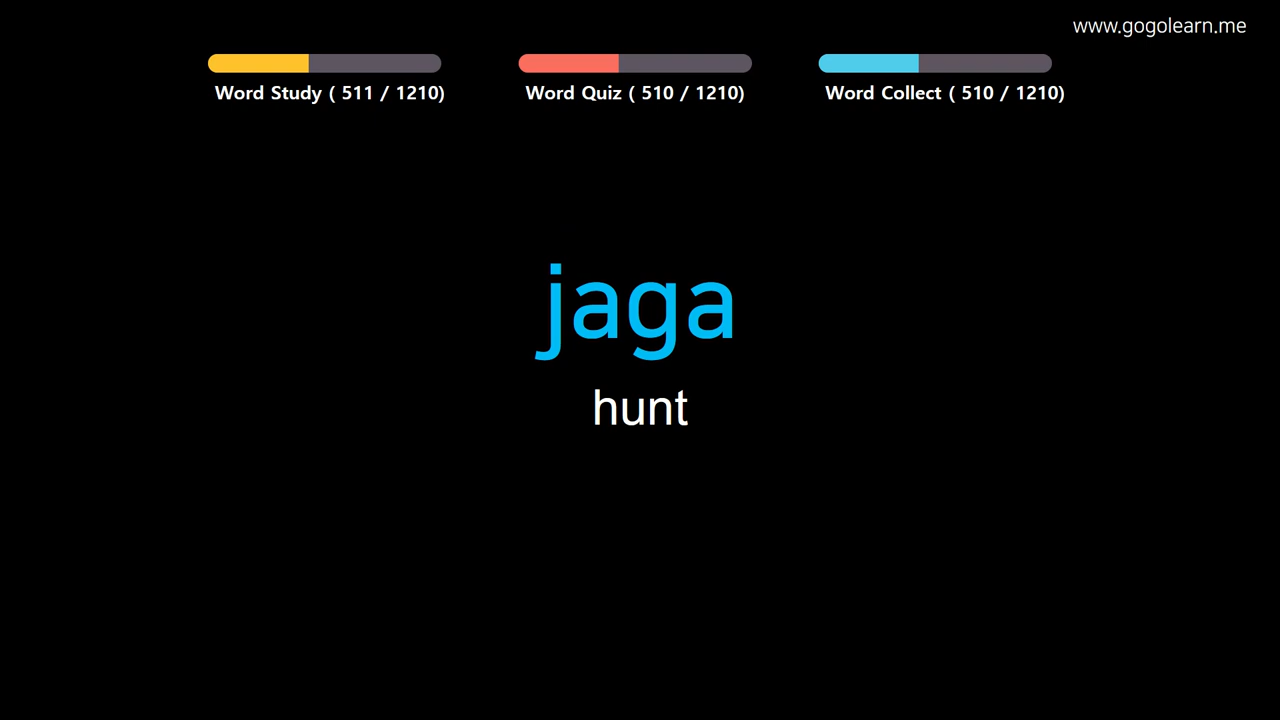 www.gogolearn.me
Word Study ( 511 / 1210)
Word Quiz ( 510 / 1210)
Word Collect ( 510 / 1210)
jaga
hunt